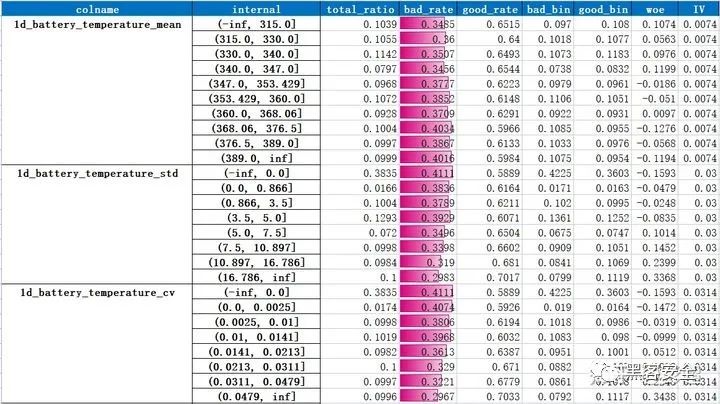 colname internal total_ratio bad_rate good_rate bad_bin good_bin woe IV
1d_battery_temperature_mean (-inf, 315.0] 0.1039 0.3485 0.6515 0.097 0.108 0.1074 0.0074
(315.0, 330.0] 0.1055 0.36 0.64 0.1018 0.1077 0.0563 0.0074
(330.0, 340.0] 0.1142 0.3507 0.6493 0.1073 0.1183 0.0976 0.0074
(340.0, 347.0] 0.0797 0.3456 0.6544 0.0738 0.0832 0.1199 0.0074
(347.0, 353.429] 0.0968 0.3777 0.6223 0.0979 0.0961 -0.0186 0.0074
(353.429, 360.0] 0.1072 0.3852 0.6148 0.1106 0.1051 -0.051 0.0074
(360.0, 368.06] 0.0928 0.3709 0.6291 0.0922 0.0931 0.0097 0.0074
(368.06, 376.5] 0.1004 0.4034 0.5966 0.1085 0.0955 -0.1276 0.0074
(376.5, 389.0] 0.0997 0.3867 0.6133 0.1033 0.0976 -0.0568 0.0074
(389.0, inf] 0.0999 0.4016 0.5984 0.1075 0.0954 -0.1194 0.0074
1d_battery_temperature_std (-inf, 0.0] 0.3835 0.4111 0.5889 0.4225 0.3603 -0.1593 0.03
(0.0, 0.866] 0.0166 0.3836 0.6164 0.0171 0.0163 -0.0479 0.03
(0.866, 3.5] 0.1004 0.3789 0.6211 0.102 0.0995 -0.0248 0.03
(3.5, 5.0] 0.1293 0.3929 0.6071 0.1361 0.1252 -0.0835 0.03
(5.0, 7.5] 0.072 0.3496 0.6504 0.0675 0.0747 0.1014 0.03
(7.5, 10.897] 0.0998 0.3398 0.6602 0.0909 0.1051 0.1452 0.03
(10.897, 16.786] 0.0984 0.319 0.681 0.0841 0.1069 0.2399 0.03
(16.786, inf] 0.1 0.2983 0.7017 0.0799 0.1119 0.3368 0.03
1d_battery_temperature_cv (-inf, 0.0] 0.3835 0.4111 0.5889 0.4225 0.3603 -0.1593 0.0314
(0.0, 0.0025] 0.0174 0.4074 0.5926 0.019 0.0164 -0.1472 0.0314
(0.0025, 0.01] 0.0998 0.3806 0.6194 0.1018 0.0986 -0.0319 0.0314
(0.01, 0.0141] 0.1019 0.3968 0.6032 0.1083 0.098 -0.0999 0.0314
(0.0141, 0.0213] 0.0982 0.3613 0.6387 0.0951 0.1001 0.0512 0.0314
(0.0213, 0.0311] 0.1 0.329 0.671 0.0882
(0.0311, 0.0479] 0.0997 0.3221 0.6779 0.0861
(0.0479, inf] 0.0996 0.2967 0.7033 0.0792 0.1117 0.3438 0.0314
黑客安全